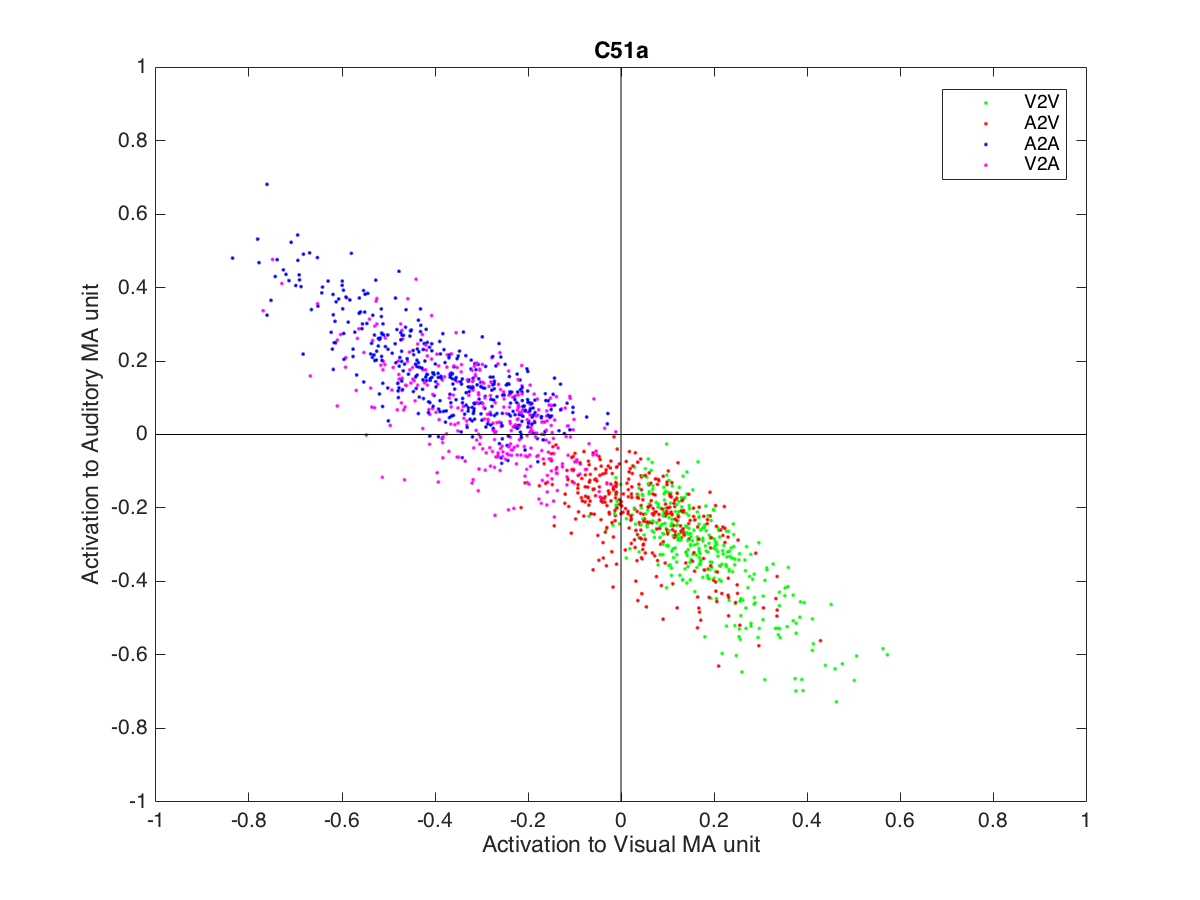 C51a
1
0.8
0.6
0.4
0.2
0
-0.2
-0.4
-0.6
-0.8
-1
Activation to Auditory MA unit
V2V
A2V
A2A
V2A
-1 -0.8 -0.6 -0.4 -0.2 0 0.2 0.4 0.6 0.8 1
Activation to Visual MA unit